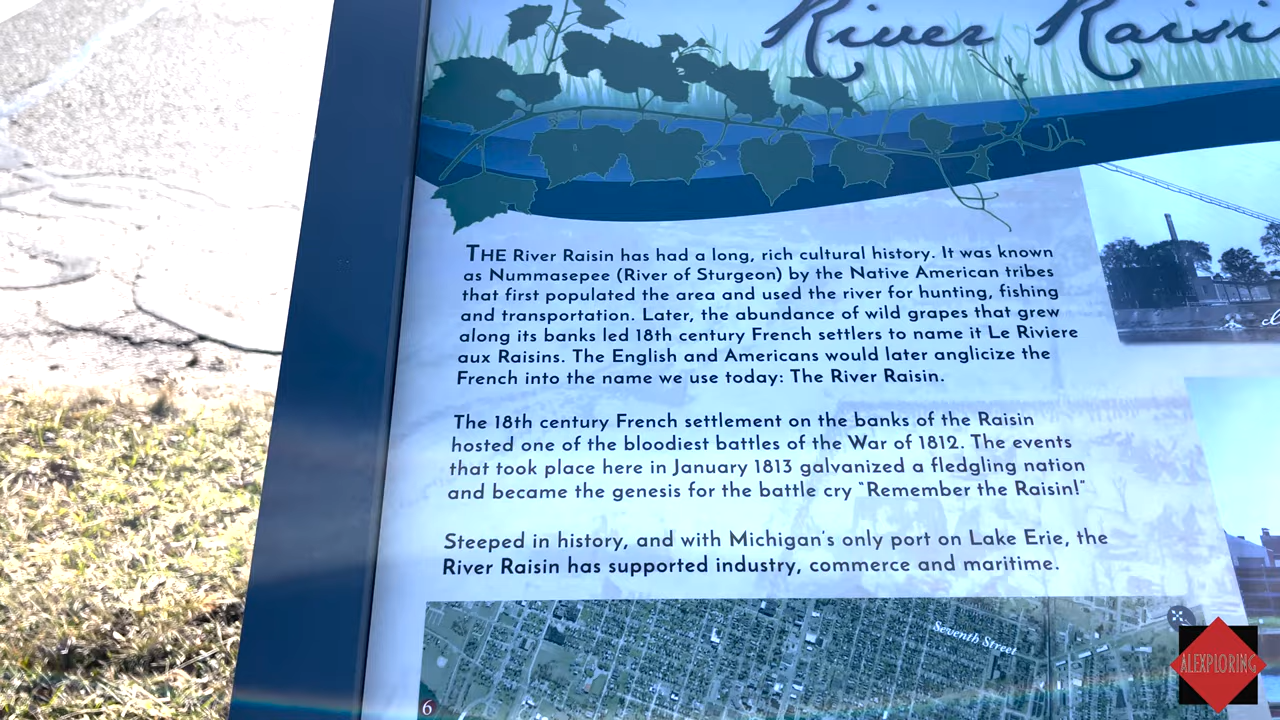 River Raisi
THE River Raisin has had a long, rich cultural history. It was known
as Nummasepee (River of Sturgeon) by the Native American tribes
that first populated the area and used the river for hunting, fishing
and transportation. Later, the abundance of wild grapes that grew
along its banks led 18th century French settlers to name it Le Riviere
aux Raisins. The English and Americans would later anglicize the
French into the name we use today: The River Raisin.
The 18th century French settlement on the banks of the Raisin
hosted one of the bloodiest battles of the War of 1812. The events
that took place here in January 1813 galvanized a fledgling nation
and became the genesis for the battle cry "Remember the Raisin!"
Steeped in history, and with Michigan's only port on Lake Erie, the
River Raisin has supported industry, commerce and maritime.
Seventh Street
6
ALEXPLORING